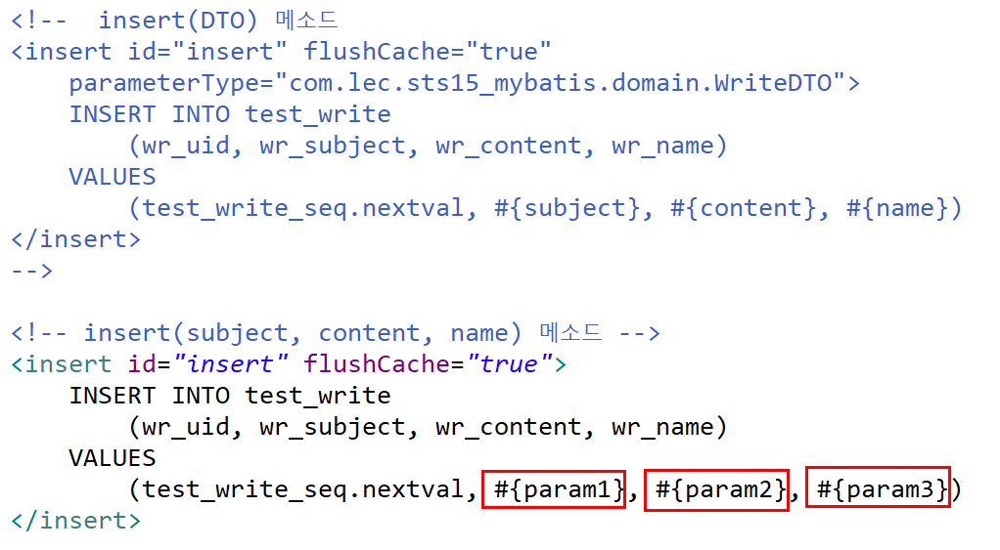 <!--  insert(DTO) 메소드
<insert id="insert" flushCache="true"
    parameterType="com.lec.sts15_mybatis.domain.WriteDTO">
    INSERT INTO test_write
        (wr_uid, wr_subject, wr_content, wr_name)
    VALUES
        (test_write_seq.nextval, #{subject}, #{content}, #{name})
</insert>
-->

<!-- insert(subject, content, name) 메소드 -->
<insert id="insert" flushCache="true">
    INSERT INTO test_write
        (wr_uid, wr_subject, wr_content, wr_name)
    VALUES
        (test_write_seq.nextval, #{param1}, #{param2}, #{param3})
</insert>